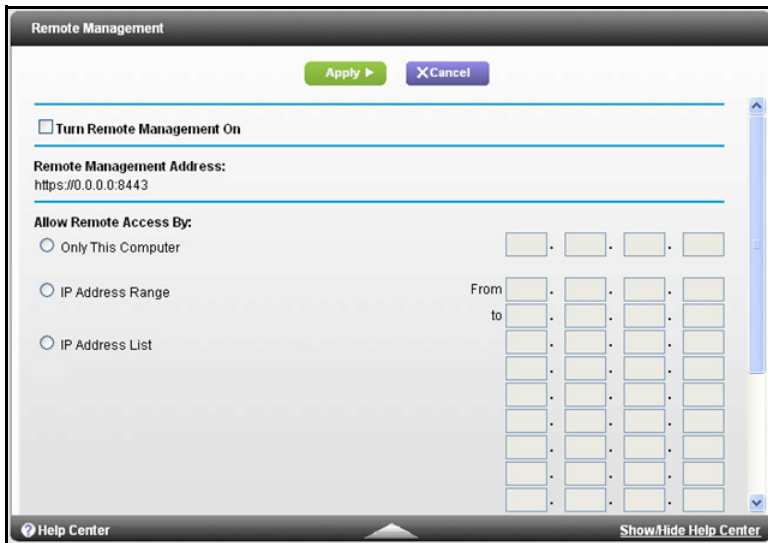 Remote Management
Apply
Cancel
Turn Remote Management On
Remote Management Address:
https://0.0.0.0:8443
Allow Remote Access By:
Only This Computer
IP Address Range From
to
IP Address List
Help Center Show/Hide Help Center